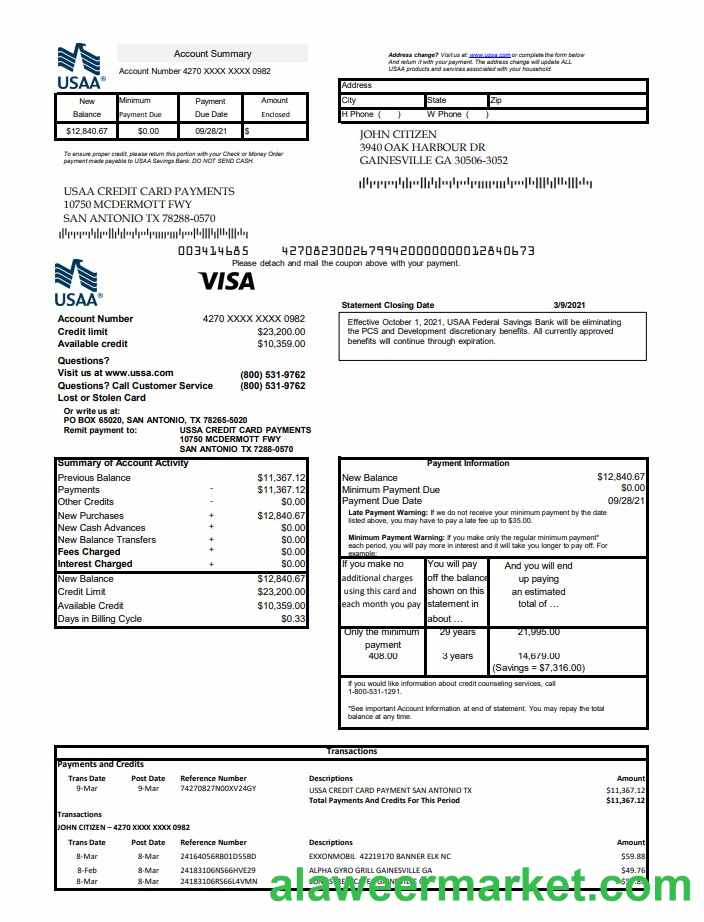 USAA®
Account Summary
Account Number 4270 XXXX XXXX 0982
Address change? Visit us at: www.usaa.com or complete the form below
And return it with your payment. The address change will update ALL
USAA products and services associated with your household.
New Balance Minimum Payment Due Payment Due Date Amount Enclosed
$12,840.67 $0.00 09/28/21 $
Address
City State Zip
H Phone ( ) W Phone ( )
To ensure proper credit, please return this portion with your Check or Money Order
payment made payable to USAA Savings Bank. DO NOT SEND CASH.
JOHN CITIZEN
3940 OAK HARBOUR DR
GAINESVILLE GA 30506-3052
USAA CREDIT CARD PAYMENTS
10750 MCDERMOTT FWY
SAN ANTONIO TX 78288-0570
003414685 427082300267994200000000012840673
Please detach and mail the coupon above with your payment.
USAA®
VISA
Statement Closing Date 3/9/2021
Effective October 1, 2021, USAA Federal Savings Bank will be eliminating
the PCS and Development discretionary benefits. All currently approved
benefits will continue through expiration.
Account Number 4270 XXXX XXXX 0982
Credit limit $23,200.00
Available credit $10,359.00
Questions?
Visit us at www.ussa.com (800) 531-9762
Questions? Call Customer Service (800) 531-9762
Lost or Stolen Card
Or write us at:
PO BOX 65020, SAN ANTONIO, TX 78265-5020
Remit payment to: USSA CREDIT CARD PAYMENTS
10750 MCDERMOTT FWY
SAN ANTONIO TX 7288-0570
Summary of Account Activity
Previous Balance $11,367.12
Payments - $11,367.12
Other Credits - $0.00
New Purchases + $12,840.67
New Cash Advances + $0.00
New Balance Transfers + $0.00
Fees Charged + $0.00
Interest Charged + $0.00
New Balance $12,840.67
Credit Limit $23,200.00
Available Credit $10,359.00
Days in Billing Cycle $0.33
Payment Information
New Balance $12,840.67
Minimum Payment Due $0.00
Payment Due Date 09/28/21
Late Payment Warning: If we do not receive your minimum payment by the date
listed above, you may have to pay a late fee up to $35.00.
Minimum Payment Warning: If you make only the regular minimum payment*
each period, you will pay more in interest and it will take you longer to pay off. For
example:
If you make no additional charges using this card and each month you pay
You will pay off the balance shown on this statement in about …
And you will end up paying an estimated total of …
Only the minimum payment 29 years 21,995.00
408.00 3 years 14,679.00
(Savings = $7,316.00)
If you would like information about credit counseling services, call
1-800-531-1291.
*See important Account Information at end of statement. You may repay the total
balance at any time.
Transactions
Payments and Credits
Trans Date Post Date Reference Number Descriptions Amount
9-Mar 9-Mar 74270827N00XV24GY USSA CREDIT CARD PAYMENT SAN ANTONIO TX $11,367.12
Total Payments And Credits For This Period $11,367.12
Transactions
JOHN CITIZEN – 4270 XXXX XXXX 0982
Trans Date Post Date Reference Number Descriptions Amount
8-Mar 8-Mar 24164056RB01D55BD EXXONMOBIL 42219170 BANNER ELK NC $59.88
8-Feb 8-Mar 24183106NS66HVE29 ALPHA GYRO GRILL GAINESVILLE GA $49.76
8-Mar 8-Mar 24183106RS66L4VMN
alaweermarket.com